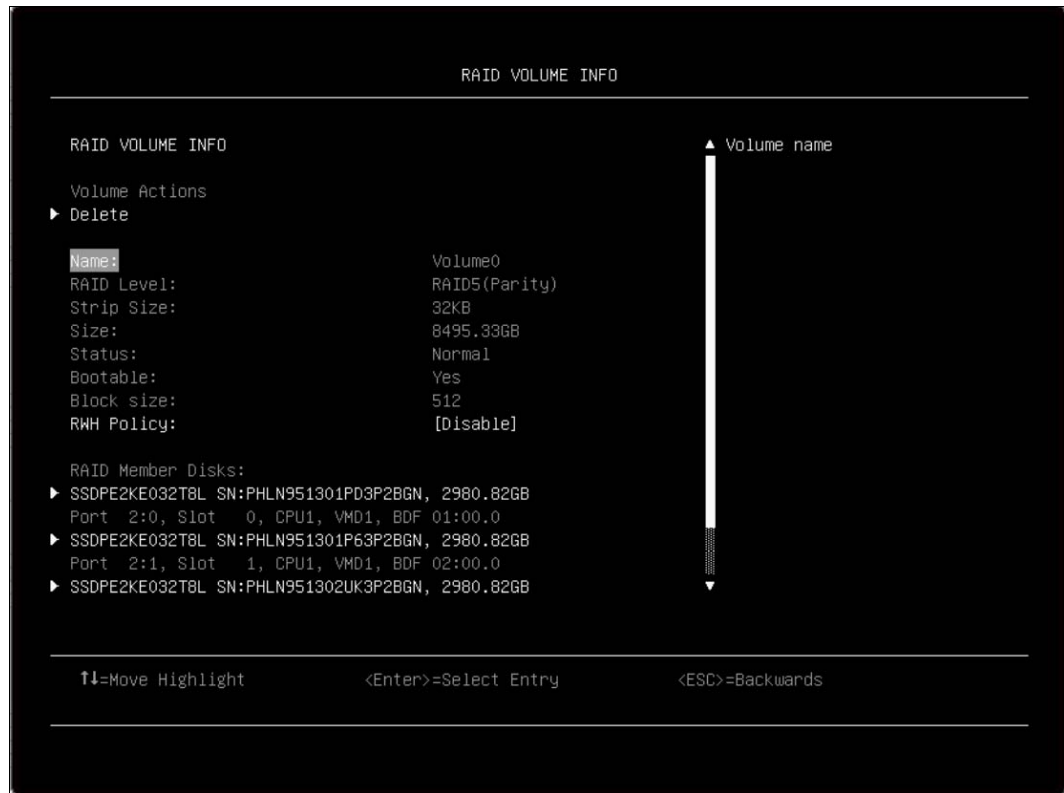 RAID VOLUME INFO
RAID VOLUME INFO
Volume name
Volume Actions
Delete
Name: Volume0
RAID Level: RAID5(Parity)
Strip Size: 32KB
Size: 8495.33GB
Status: Normal
Bootable: Yes
Block size: 512
RWH Policy: [Disable]
RAID Member Disks:
SSDPE2KE032T8L SN:PHLN951301PD3P2BGN, 2980.82GB
Port 2:0, Slot 0, CPU1, VMD1, BDF 01:00.0
SSDPE2KE032T8L SN:PHLN951301P63P2BGN, 2980.82GB
Port 2:1, Slot 1, CPU1, VMD1, BDF 02:00.0
SSDPE2KE032T8L SN:PHLN951302UK3P2BGN, 2980.82GB
↑↓=Move Highlight <Enter>=Select Entry <ESC>=Backwards